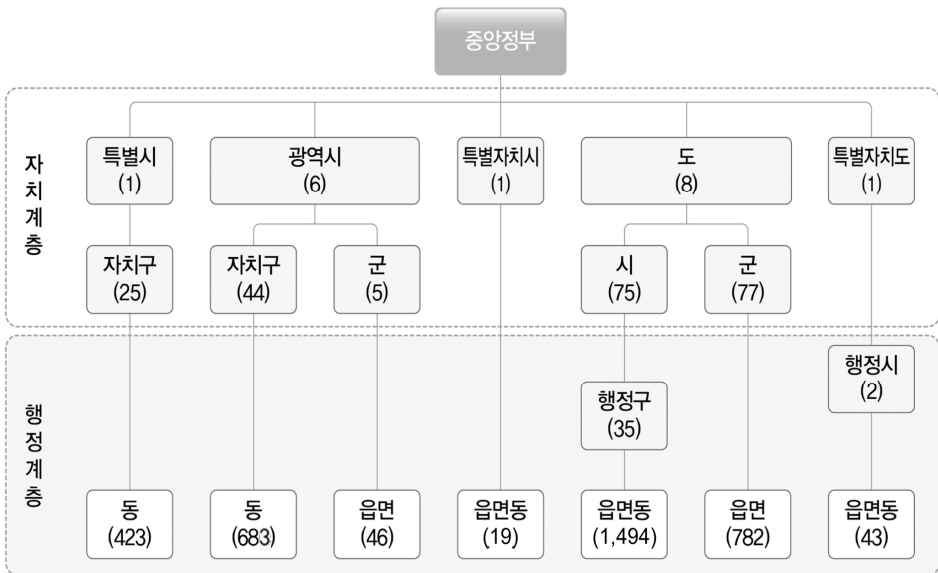 중앙정부
자치계층
특별시
(1)
광역시
(6)
특별자치시
(1)
도
(8)
특별자치도
(1)
자치구
(25)
자치구
(44)
군
(5)
시
(75)
군
(77)
행정계층
행정시
(2)
행정구
(35)
동
(423)
동
(683)
읍면
(46)
읍면동
(19)
읍면동
(1,494)
읍면
(782)
읍면동
(43)